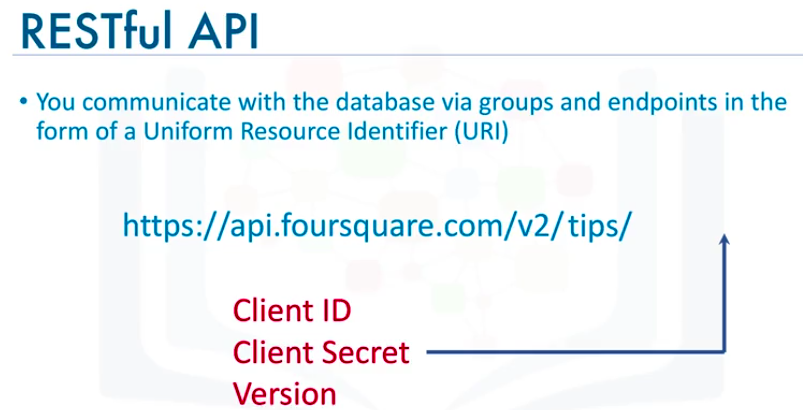 RESTful API
• You communicate with the database via groups and endpoints in the
form of a Uniform Resource Identifier (URI)
https://api.foursquare.com/v2/tips/
Client ID
Client Secret
Version